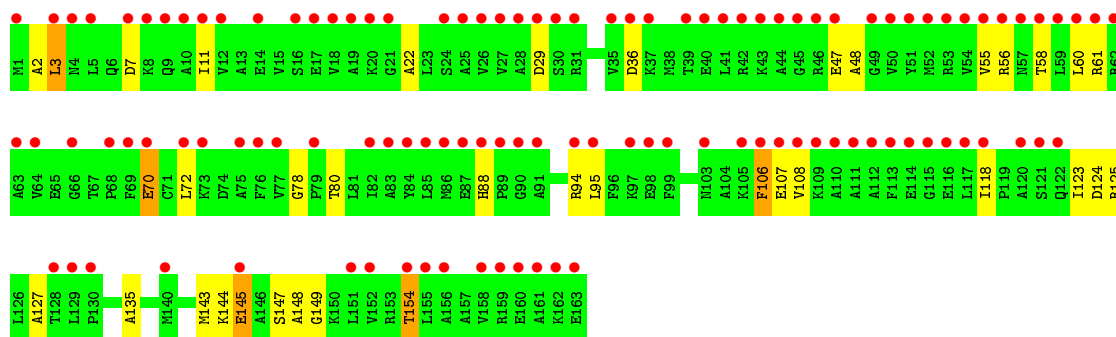 M1 A2 L3 N4 L5 Q6 D7 K8 Q9 A10 I11 V12 A13 E14 V15 S16 E17 V18 A19 K20 G21 A22 L23 S24 A25 V26 V27 A28 D29 S30 R31 V35 D36 K37 M38 T39 E40 L41 R42 K43 A44 G45 R46 E47 A48 G49 V50 Y51 M52 R53 V54 V55 R56 N57 T58 L59 L60 R61 R62
A63 V64 E65 G66 T67 P68 F69 E70 C71 L72 K73 D74 A75 F76 V77 G78 P79 T80 L81 I82 A83 Y84 L85 M86 E87 H88 P89 G90 A91 R94 L95 F96 K97 E98 F99 N103 A104 K105 F106 E107 V108 K109 A110 A111 A112 F113 E114 G115 E116 L117 I118 P119 A120 S121 Q122 I123 D124 R125
L126 A127 T128 L129 P130 A135 M140 M143 K144 E145 A146 S147 A148 G149 K150 L151 V152 R153 T154 L155 A156 A157 V158 R159 E160 A161 K162 E163